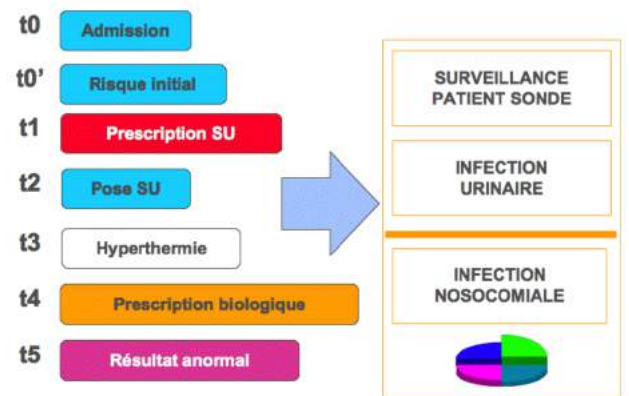 t0 Admission
t0’ Risque initial
t1 Prescription SU
t2 Pose SU
t3 Hyperthermie
t4 Prescription biologique
t5 Résultat anormal
SURVEILLANCE
PATIENT SONDE
INFECTION
URINAIRE
INFECTION
NOSOCOMIALE